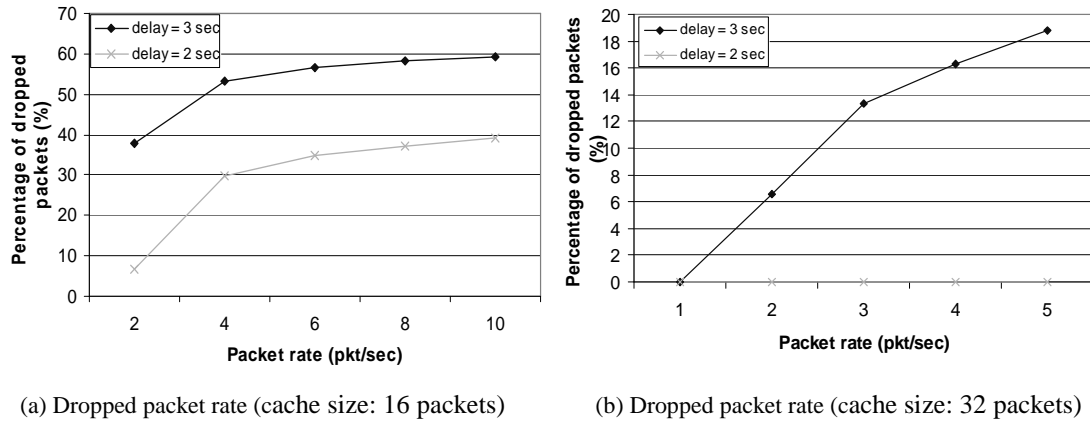 Percentage of dropped
packets (%)
70
60
50
40
30
20
10
0
delay = 3 sec
delay = 2 sec
2 4 6 8 10
Packet rate (pkt/sec)
(a) Dropped packet rate (cache size: 16 packets)
Percentage of dropped packets
(%)
20
18
16
14
12
10
8
6
4
2
0
delay = 3 sec
delay = 2 sec
1 2 3 4 5
Packet rate (pkt/sec)
(b) Dropped packet rate (cache size: 32 packets)